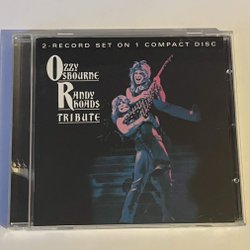 2-RECORD SET ON 1 COMPACT DISC
OZZY
OSBOURNE
RANDY
RHOADS
TRIBUTE